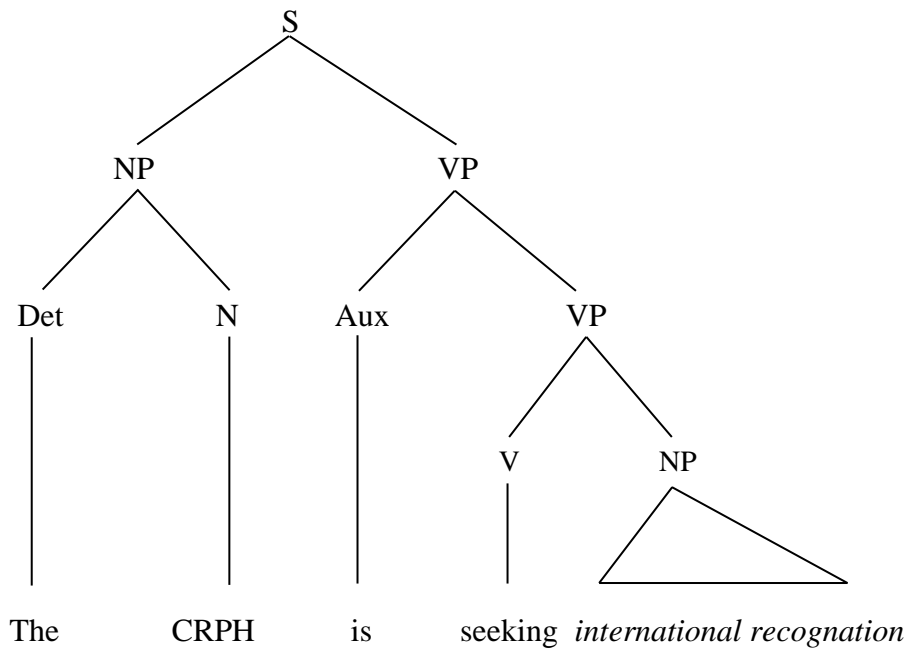 S
NP VP
Det N Aux VP
V NP
The CRPH is seeking international recognation